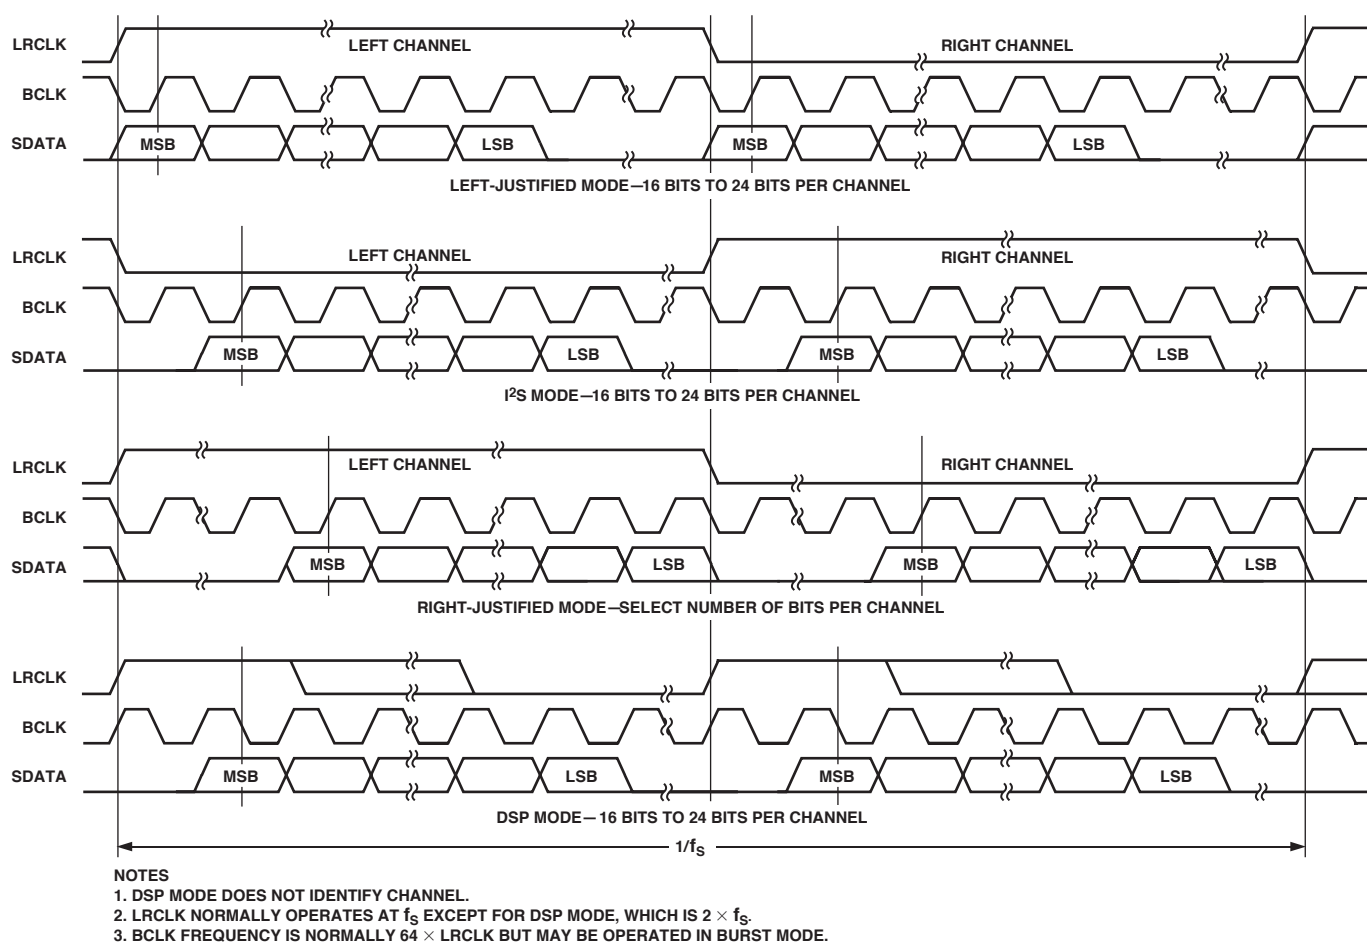 LRCLK LEFT CHANNEL RIGHT CHANNEL
BCLK
SDATA MSB LSB MSB LSB
LEFT-JUSTIFIED MODE—16 BITS TO 24 BITS PER CHANNEL
LRCLK LEFT CHANNEL RIGHT CHANNEL
BCLK
SDATA MSB LSB MSB LSB
I²S MODE—16 BITS TO 24 BITS PER CHANNEL
LRCLK LEFT CHANNEL RIGHT CHANNEL
BCLK
SDATA MSB LSB MSB LSB
RIGHT-JUSTIFIED MODE—SELECT NUMBER OF BITS PER CHANNEL
LRCLK
BCLK
SDATA MSB LSB MSB LSB
DSP MODE—16 BITS TO 24 BITS PER CHANNEL
1/fS
NOTES
1. DSP MODE DOES NOT IDENTIFY CHANNEL.
2. LRCLK NORMALLY OPERATES AT fS EXCEPT FOR DSP MODE, WHICH IS 2 × fS.
3. BCLK FREQUENCY IS NORMALLY 64 × LRCLK BUT MAY BE OPERATED IN BURST MODE.